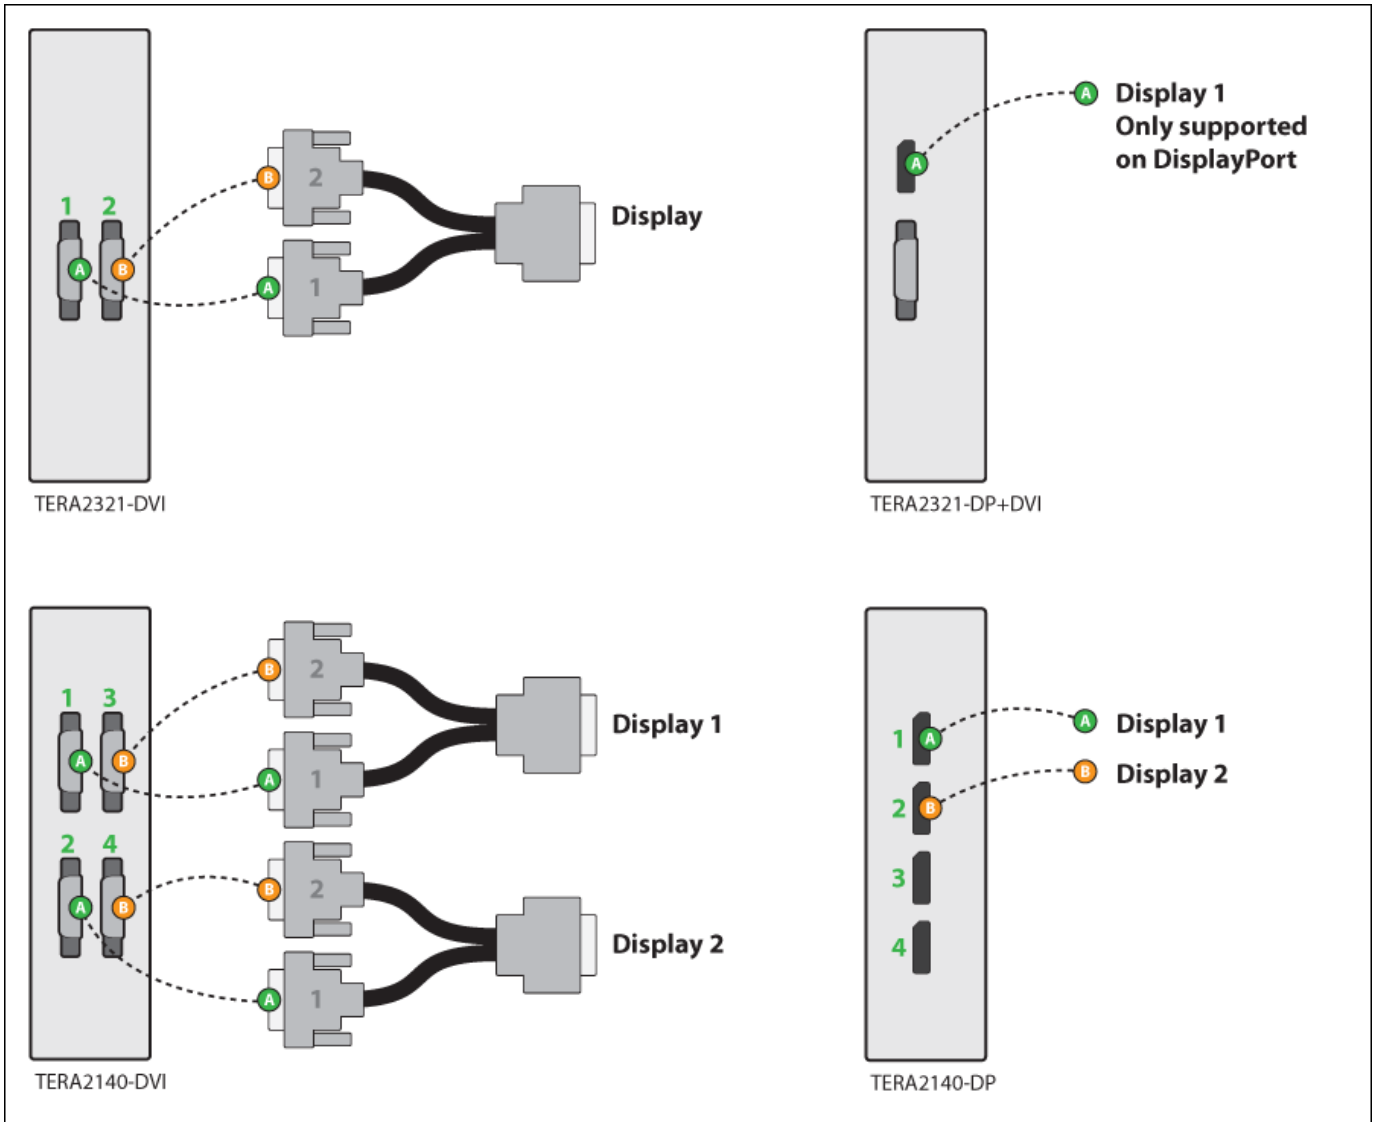 1 2
A B
B 2
A 1
Display
TERA2321-DVI
A
A Display 1
Only supported
on DisplayPort
TERA2321-DP+DVI
1 3
A B
2 4
A B
B 2
A 1
Display 1
B 2
A 1
Display 2
TERA2140-DVI
1 A
2 B
3
4
A Display 1
B Display 2
TERA2140-DP